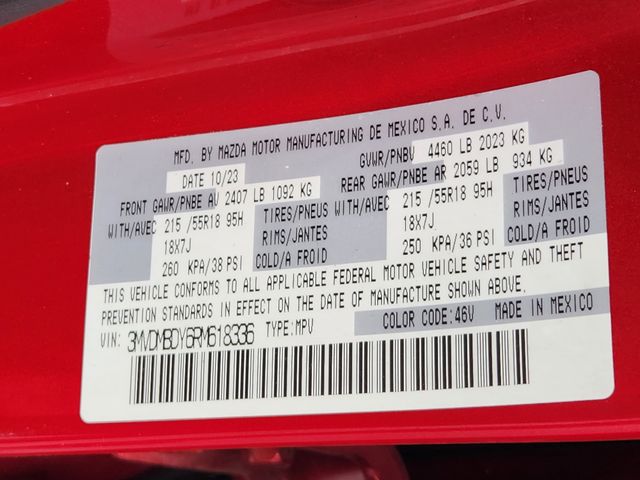 MFD. BY MAZDA MOTOR MANUFACTURING DE MEXICO S.A. DE C.V.
DATE 10/23 GVWR/PNBV 4460 LB 2023 KG
FRONT GAWR/PNBE AV 2407 LB 1092 KG REAR GAWR/PNBE AR 2059 LB 934 KG
WITH/AVEC 215 /55R18 95H TIRES/PNEUS WITH/AVEC 215 /55R18 95H TIRES/PNEUS
18X7J RIMS/JANTES 18X7J RIMS/JANTES
260 KPA/38 PSI COLD/A FROID 250 KPA/36 PSI COLD/A FROID
THIS VEHICLE CONFORMS TO ALL APPLICABLE FEDERAL MOTOR VEHICLE SAFETY AND THEFT
PREVENTION STANDARDS IN EFFECT ON THE DATE OF MANUFACTURE SHOWN ABOVE.
VIN: 3MVDMBDY6RM618336 TYPE:MPV COLOR CODE:46V MADE IN MEXICO